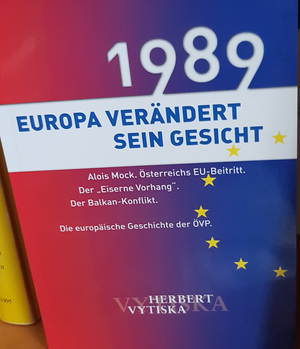 1989
EUROPA VERÄNDERT
SEIN GESICHT
Alois Mock. Österreichs EU-Beitritt.
Der „Eiserne Vorhang".
Der Balkan-Konflikt.
Die europäische Geschichte der ÖVP.
VYTISKA
HERBERT
VYTISKA